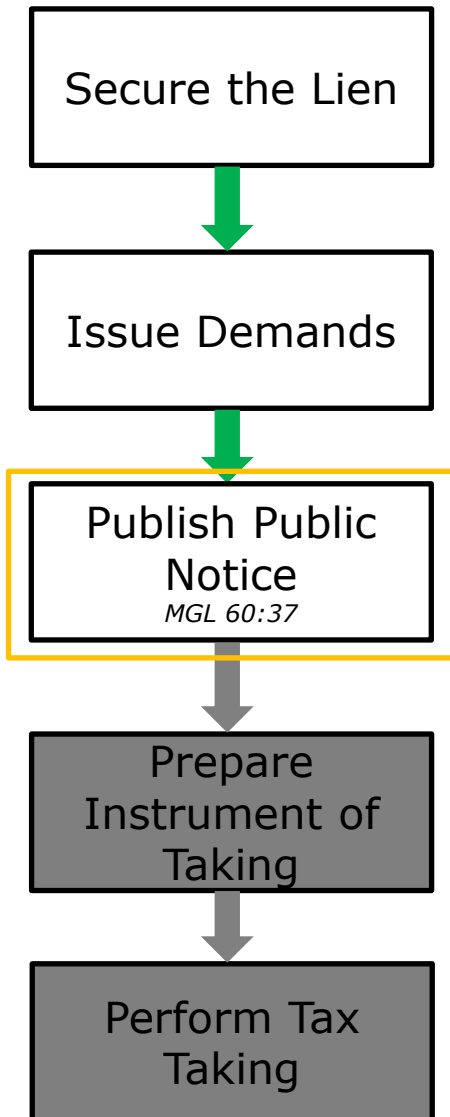 Secure the Lien
Issue Demands
Publish Public
Notice
MGL 60:37
Prepare
Instrument of
Taking
Perform Tax
Taking